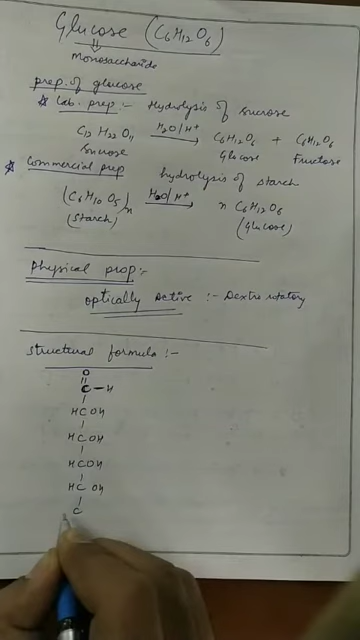 Glucose (C6H12O6)
Monosaccharide
prep. of glucose
☆ Lab. prep :- Hydrolysis of sucrose
C12 H22 O11 H2O/H+ → C6H12O6 + C6H12O6
Sucrose Glucose Fructose
☆ Commercial prep hydrolysis of starch
(C6H10O5)n H2O/H+ → n C6H12O6
(Starch) (Glucose)
Physical prop :-
optically Active :- Dextro rotatory
Structural formula :-
O
||
C - H
|
HCOH
|
HCOH
|
HCOH
|
HCOH
|
C